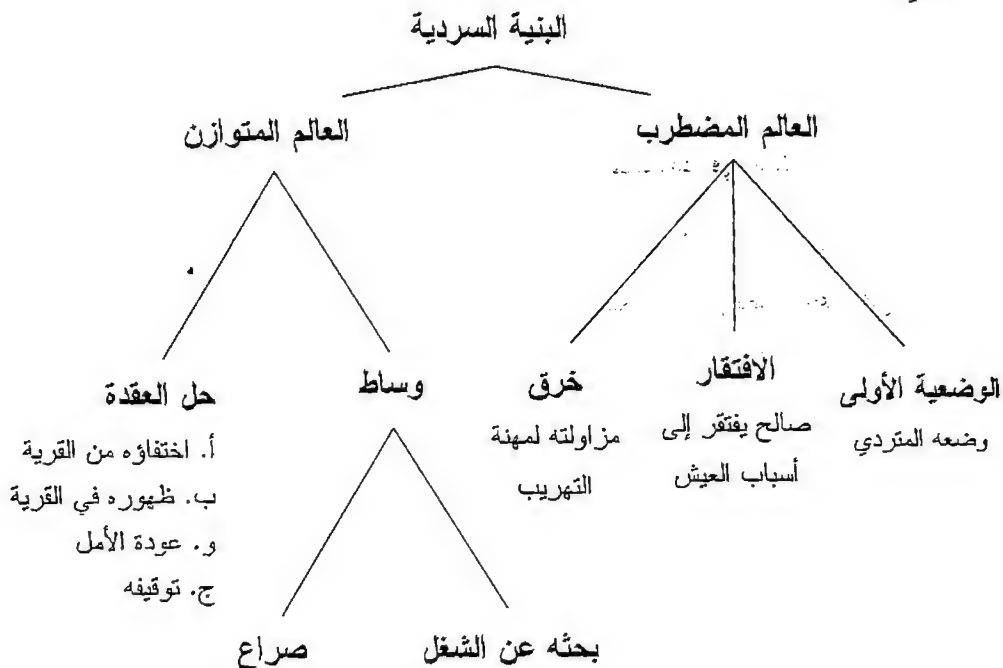 البنية السردية
العالم المضطرب
العالم المتوازن
الوضعية الأولى
وضعه المتردي
الافتقار
صالح يفتقر إلى
أسباب العيش
خرق
مزاولته لمهنة
التهريب
وساط
حل العقدة
أ. اختفاؤه من القرية
ب. ظهوره في القرية
و. عودة الأمل
ج. توقيفه
بحثه عن الشغل
صراع